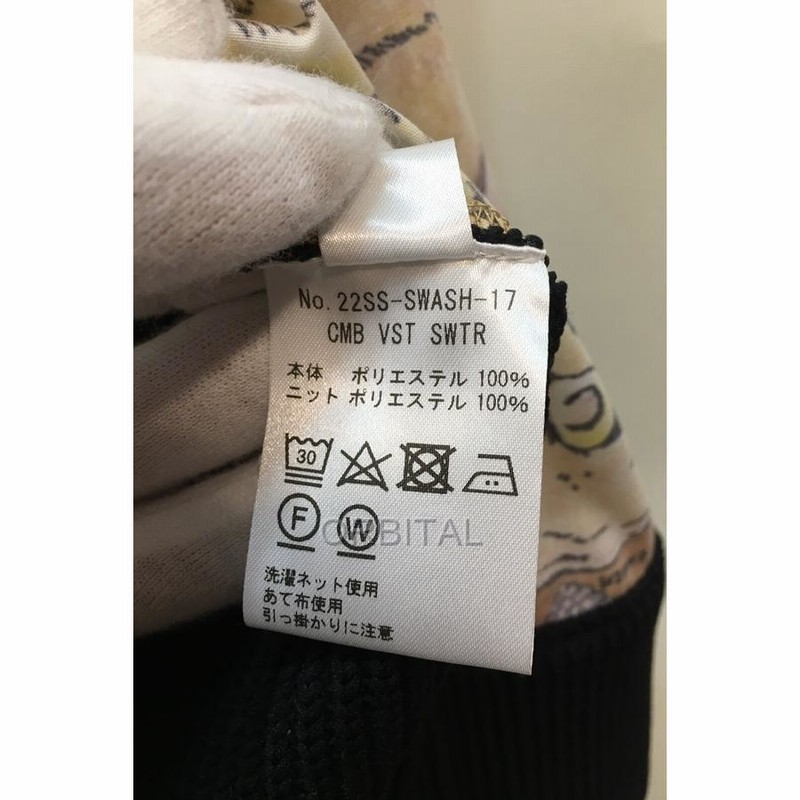 No. 22SS-SWASH-17
CMB VST SWTR
本体 ポリエステル 100%
ニット ポリエステル 100%
30
F W
洗濯ネット使用
あて布使用
引っ掛かりに注意